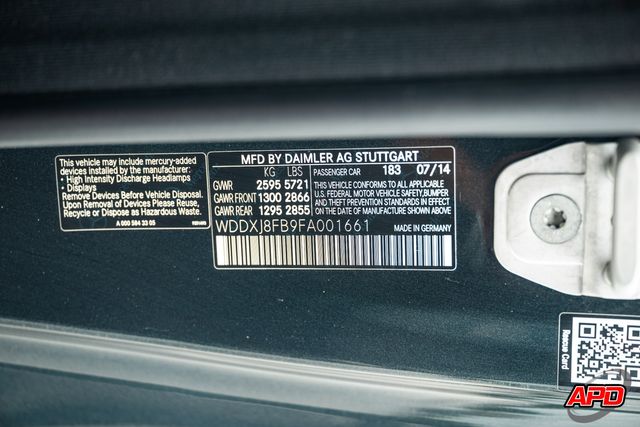 This vehicle may include mercury-added
devices installed by the manufacturer:
• High Intensity Discharge Headlamps
• Displays
Remove Devices Before Vehicle Disposal.
Upon Removal of Devices Please Reuse,
Recycle or Dispose as Hazardous Waste.
A 000 584 33 05
MFD BY DAIMLER AG STUTTGART
KG LBS PASSENGER CAR 183 07/14
GVWR 2595 5721
GAWR FRONT 1300 2866
GAWR REAR 1295 2855
THIS VEHICLE CONFORMS TO ALL APPLICABLE
U.S. FEDERAL MOTOR VEHICLE SAFETY,BUMPER
AND THEFT PREVENTION STANDARDS IN EFFECT
ON THE DATE OF MANUFACTURE SHOWN ABOVE.
WDDXJ8FB9FA001661 MADE IN GERMANY
Rescue Card
APD